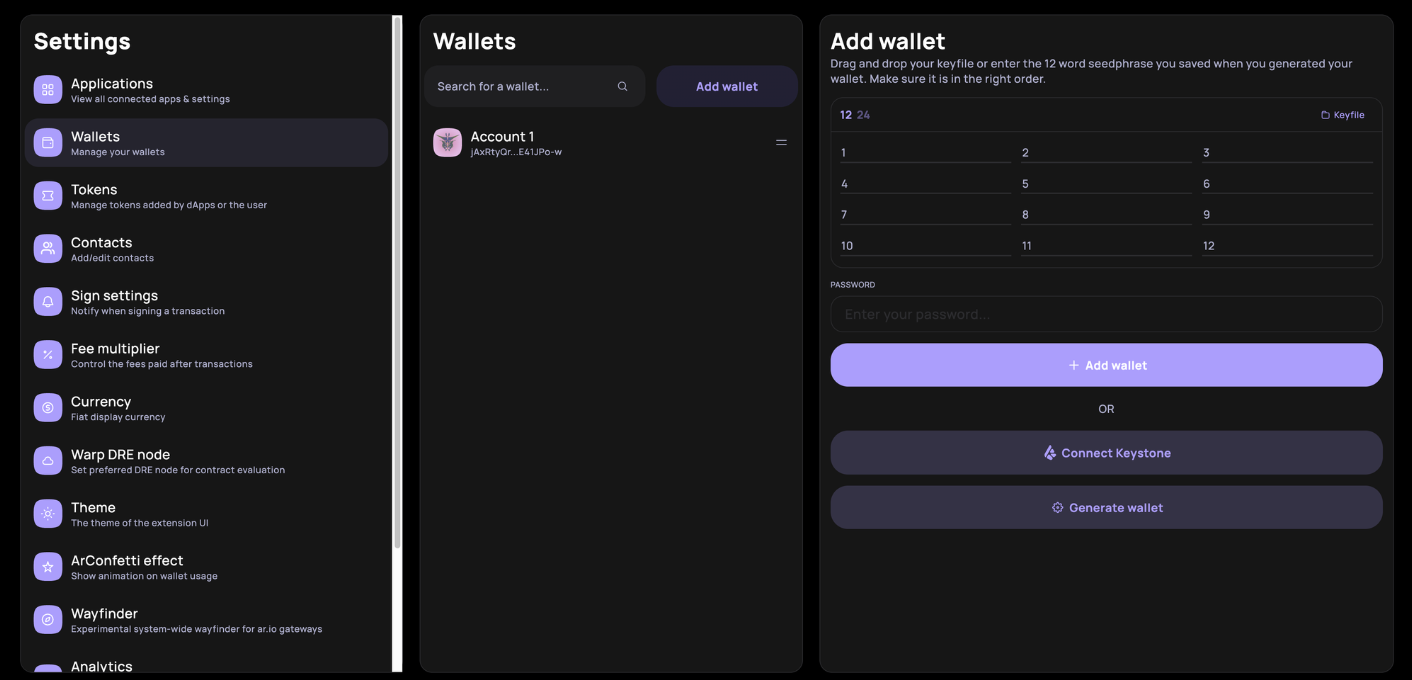 Settings
Applications
View all connected apps & settings
Wallets
Manage your wallets
Tokens
Manage tokens added by dApps or the user
Contacts
Add/edit contacts
Sign settings
Notify when signing a transaction
Fee multiplier
Control the fees paid after transactions
Currency
Fiat display currency
Warp DRE node
Set preferred DRE node for contract evaluation
Theme
The theme of the extension UI
ArConfetti effect
Show animation on wallet usage
Wayfinder
Experimental system-wide wayfinder for ar.io gateways
Analytics
Wallets
Search for a wallet...
Add wallet
Account 1
jAxRtyQr...E41JPo-w
Add wallet
Drag and drop your keyfile or enter the 12 word seedphrase you saved when you generated your
wallet. Make sure it is in the right order.
12 24 Keyfile
1 2 3
4 5 6
7 8 9
10 11 12
PASSWORD
Enter your password...
+ Add wallet
OR
Connect Keystone
Generate wallet